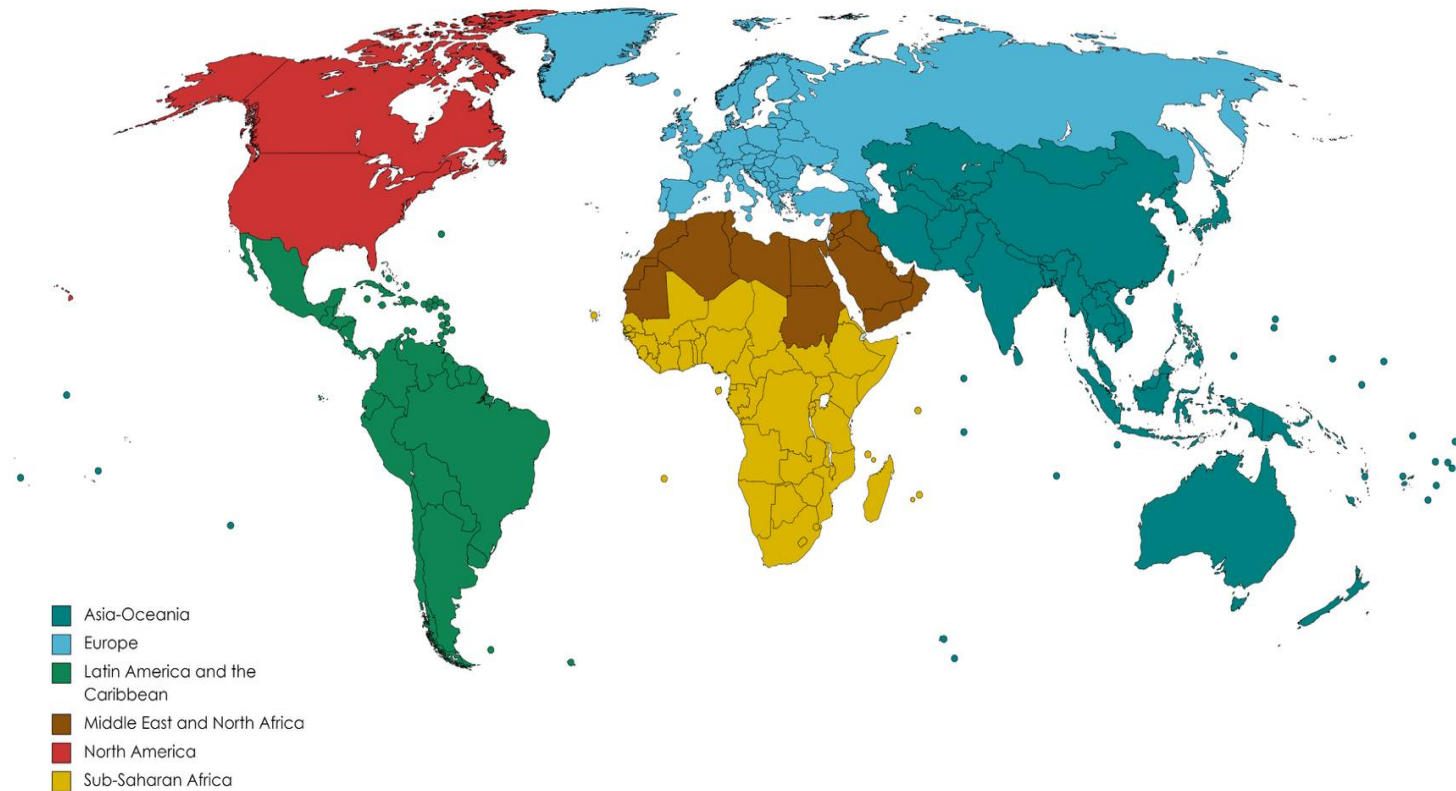 Asia-Oceania
Europe
Latin America and the
Caribbean
Middle East and North Africa
North America
Sub-Saharan Africa